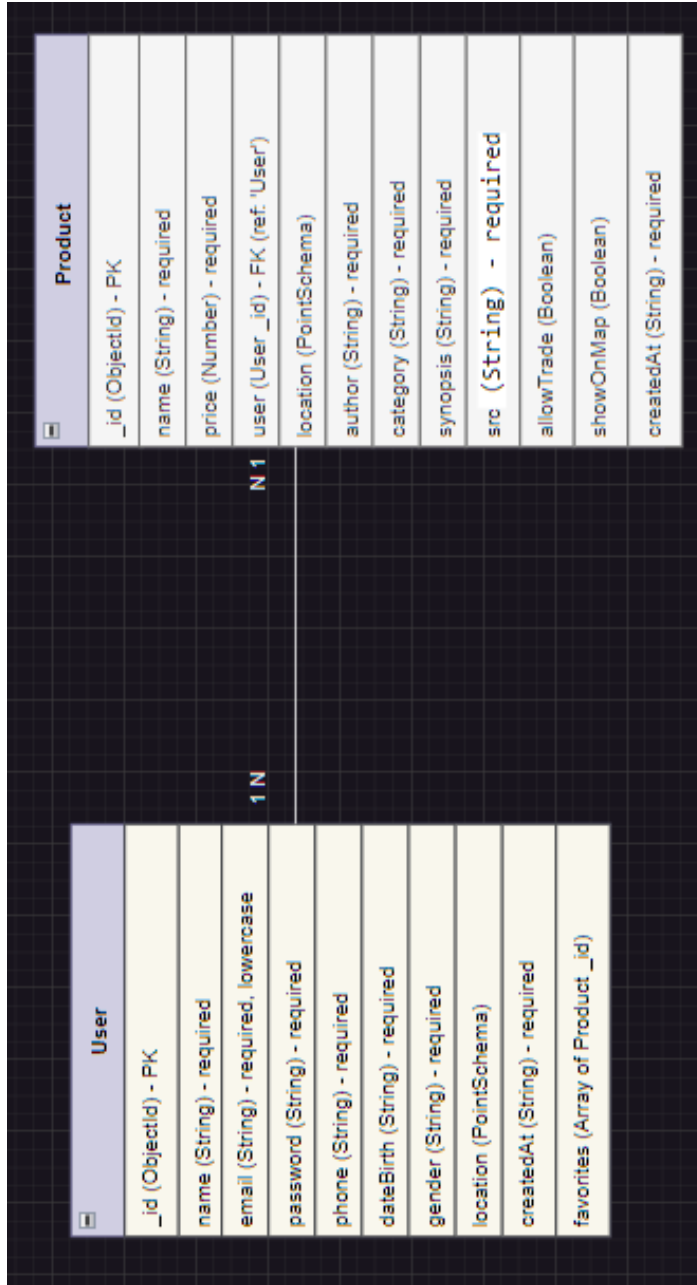 User
_id (ObjectId) - PK
name (String) - required
email (String) - required, lowercase
password (String) - required
phone (String) - required
dateBirth (String) - required
gender (String) - required
location (PointSchema)
createdAt (String) - required
favorites (Array of Product _id)
1 N
N 1
Product
_id (ObjectId) - PK
name (String) - required
price (Number) - required
user (User _id) - FK (ref: 'User')
location (PointSchema)
author (String) - required
category (String) - required
synopsis (String) - required
src (String) - required
allowTrade (Boolean)
showOnMap (Boolean)
createdAt (String) - required